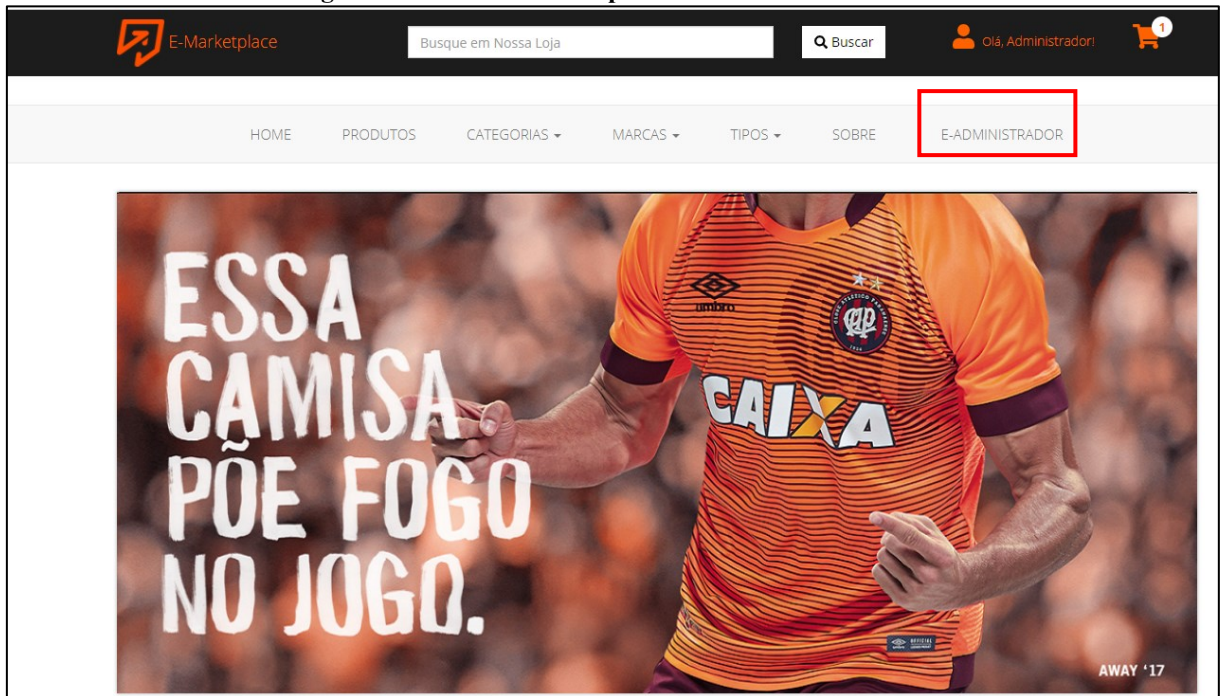 E-Marketplace
Busque em Nossa Loja
Buscar
Olá, Administrador!
1
HOME
PRODUTOS
CATEGORIAS
MARCAS
TIPOS
SOBRE
E-ADMINISTRADOR
ESSA
CAMISA
PÕE FOGO
NO JOGO.
umbro
CAP
CAIXA
AWAY '17